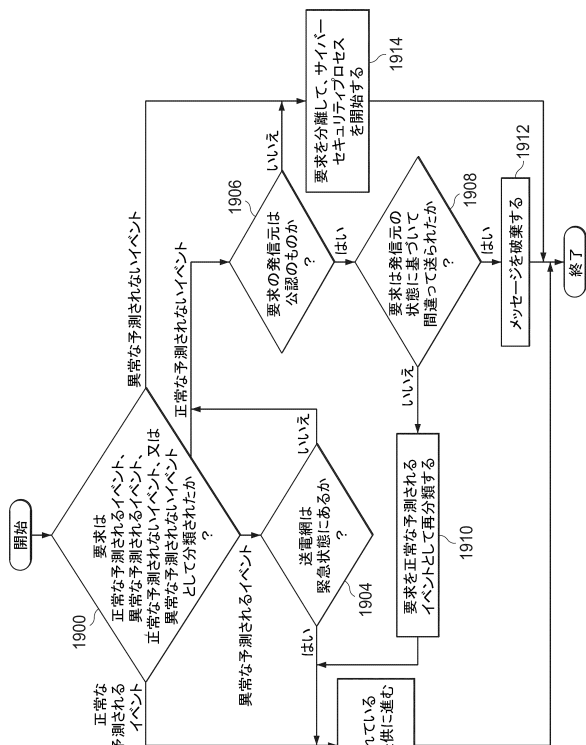 開始
1900
要求は
正常な予測されるイベント、
異常な予測されるイベント、
正常な予測されないイベント、又は
異常な予測されないイベント
として分類されたか
?
正常な
予測される
イベント
異常な予測されるイベント
正常な予測されないイベント
異常な予測されないイベント
送電網は
緊急状態にあるか
?
1904
はい
いいえ
要求の発信元は
公認のものか
?
1906
いいえ
はい
要求を分離して、サイバー
セキュリティプロセス
を開始する
1914
要求は発信元の
状態に基づいて
間違って送られたか
?
1908
いいえ
はい
要求を正常な予測される
イベントとして再分類する
1910
メッセージを破棄する
1912
れている
供に進む
終了